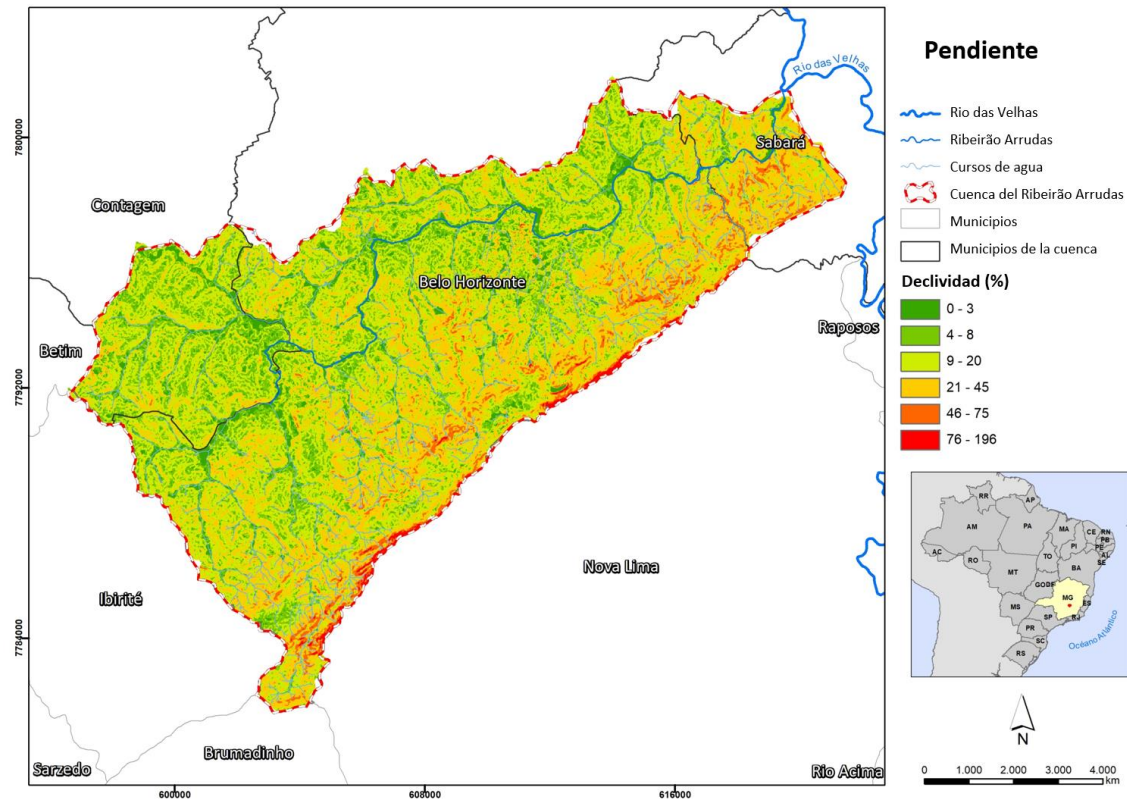 Pendiente
Rio das Velhas
Ribeirão Arrudas
Cursos de agua
Cuenca del Ribeirão Arrudas
Municipios
Municipios de la cuenca
Declividad (%)
0 - 3
4 - 8
9 - 20
21 - 45
46 - 75
76 - 196
Rio das Velhas
Sabará
Contagem
Belo Horizonte
Raposos
Betim
Nova Lima
Ibirité
Brumadinho
Sarzedo
Rio Acima
7800000
7792000
7784000
600000
608000
616000
RR
AP
AM
PA
MA
CE
RN
PB
PE
AL
SE
PI
AC
RO
TO
BA
MT
GO
DF
MG
ES
MS
SP
RJ
PR
SC
RS
Océano Atlántico
N
0 1.000 2.000 3.000 4.000
km